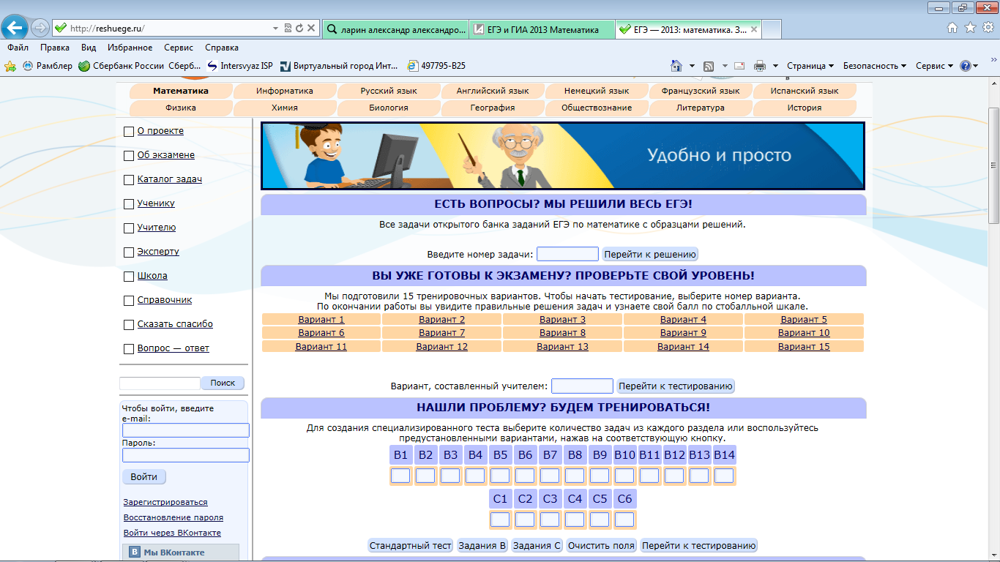 http://reshuege.ru/
ларин александр александро...
ЕГЭ и ГИА 2013 Математика
ЕГЭ — 2013: математика. З...
Файл Правка Вид Избранное Сервис Справка
Рамблер Сбербанк России Сберб... Intersvyaz ISP Виртуальный город Инт... 497795-B25 Страница Безопасность Сервис
Математика Информатика Русский язык Английский язык Немецкий язык Французский язык Испанский язык
Физика Химия Биология География Обществознание Литература История
О проекте
Об экзамене
Каталог задач
Ученику
Учителю
Эксперту
Школа
Справочник
Сказать спасибо
Вопрос — ответ
Поиск
Чтобы войти, введите
e-mail:
Пароль:
Войти
Зарегистрироваться
Восстановление пароля
Войти через ВКонтакте
В Мы ВКонтакте
Удобно и просто
ЕСТЬ ВОПРОСЫ? МЫ РЕШИЛИ ВЕСЬ ЕГЭ!
Все задачи открытого банка заданий ЕГЭ по математике с образцами решений.
Введите номер задачи: Перейти к решению
ВЫ УЖЕ ГОТОВЫ К ЭКЗАМЕНУ? ПРОВЕРЬТЕ СВОЙ УРОВЕНЬ!
Мы подготовили 15 тренировочных вариантов. Чтобы начать тестирование, выберите номер варианта.
По окончании работы вы увидите правильные решения задач и узнаете свой балл по стобалльной шкале.
Вариант 1 Вариант 2 Вариант 3 Вариант 4 Вариант 5
Вариант 6 Вариант 7 Вариант 8 Вариант 9 Вариант 10
Вариант 11 Вариант 12 Вариант 13 Вариант 14 Вариант 15
Вариант, составленный учителем: Перейти к тестированию
НАШЛИ ПРОБЛЕМУ? БУДЕМ ТРЕНИРОВАТЬСЯ!
Для создания специализированного теста выберите количество задач из каждого раздела или воспользуйтесь
предустановленными вариантами, нажав на соответствующую кнопку.
B1 B2 B3 B4 B5 B6 B7 B8 B9 B10 B11 B12 B13 B14
C1 C2 C3 C4 C5 C6
Стандартный тест Задания B Задания C Очистить поля Перейти к тестированию